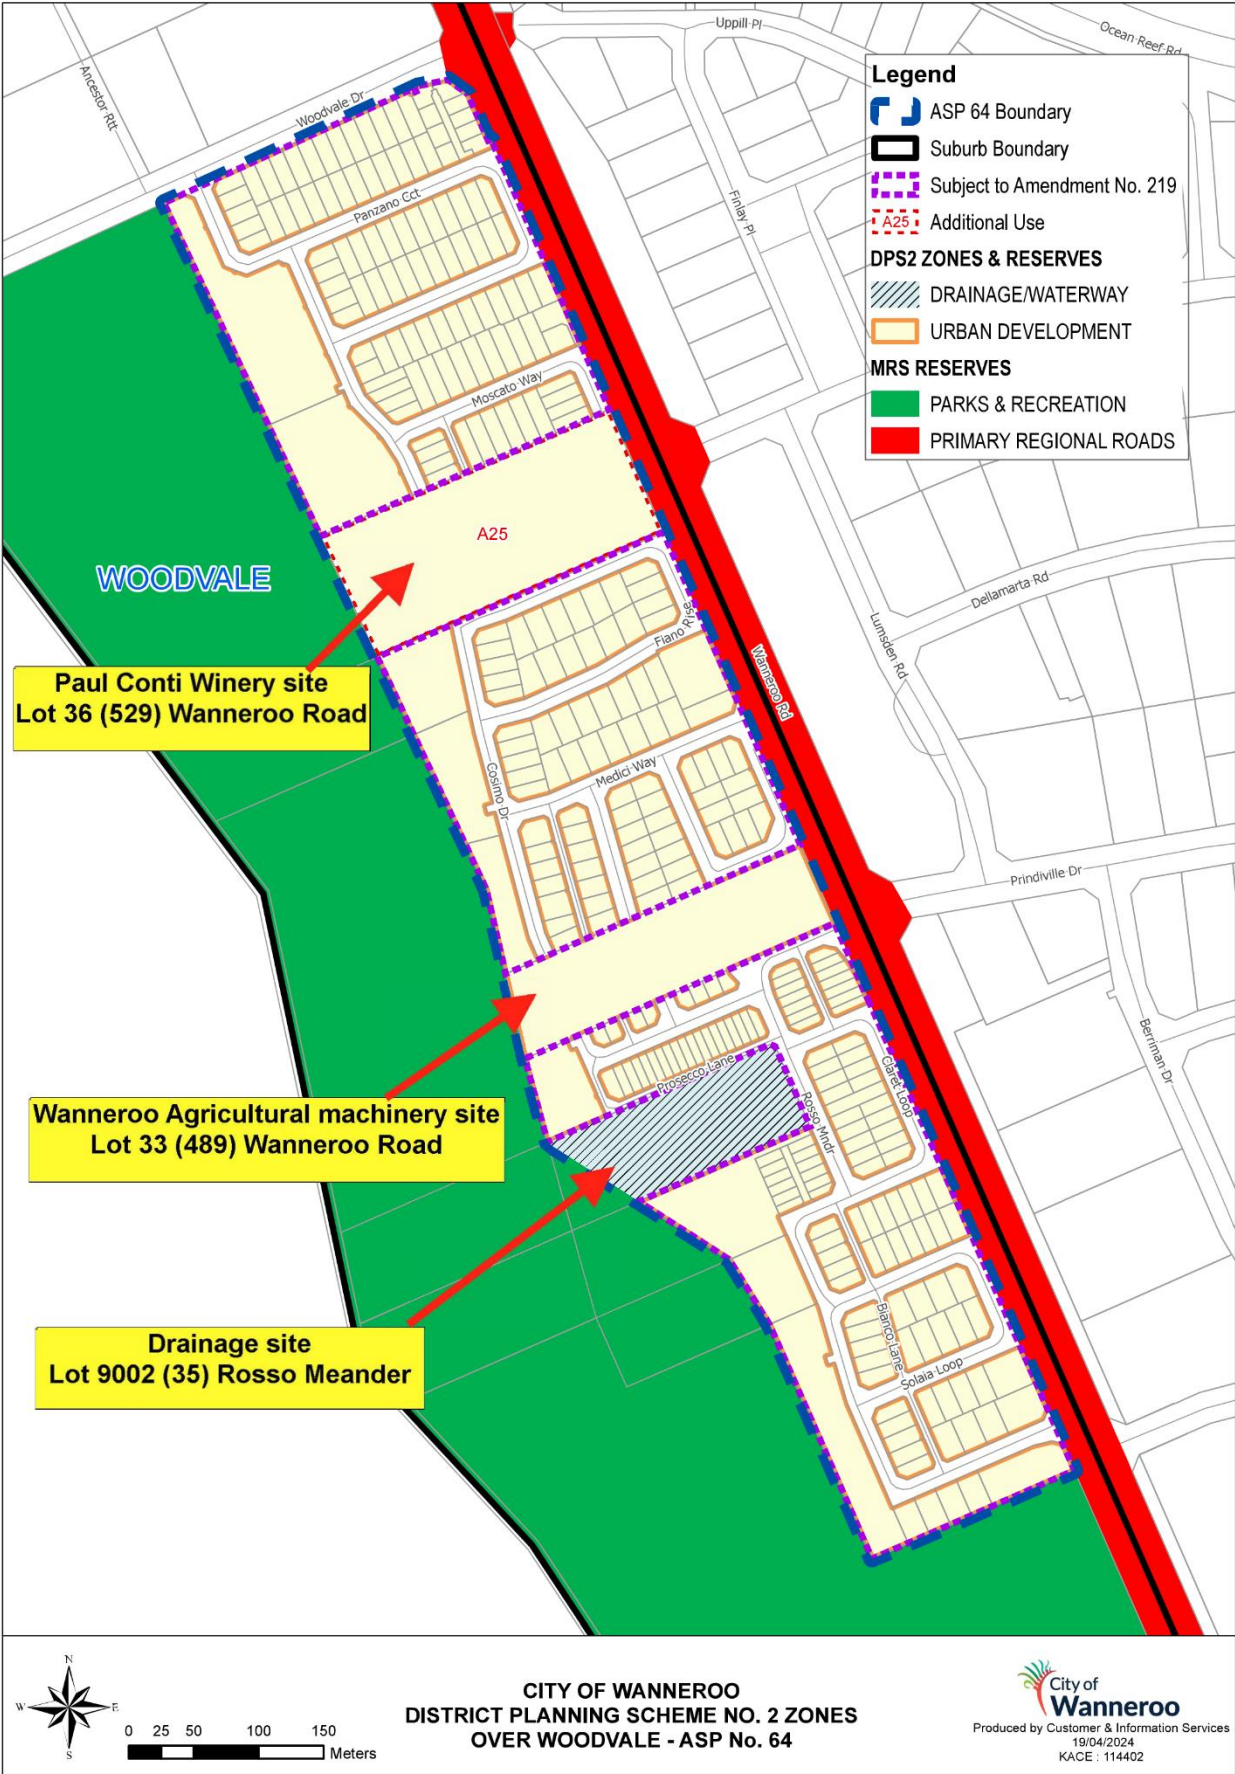 Uppill Pl
Ocean Reef Rd
Ancestor Rtt
Woodvale Dr
Legend
ASP 64 Boundary
Suburb Boundary
Subject to Amendment No. 219
A25 Additional Use
DPS2 ZONES & RESERVES
DRAINAGE/WATERWAY
URBAN DEVELOPMENT
MRS RESERVES
PARKS & RECREATION
PRIMARY REGIONAL ROADS
Panzano Cct
Finlay Pl
Moscato Way
A25
WOODVALE
Dellamarta Rd
Lumsden Rd
Fiano Rise
Wanneroo Rd
Paul Conti Winery site
Lot 36 (529) Wanneroo Road
Cosimo Dr
Medici Way
Prindiville Dr
Berriman Dr
Prosecco Lane
Claret Loop
Rosso Mndr
Wanneroo Agricultural machinery site
Lot 33 (489) Wanneroo Road
Bianco Lane
Solaia Loop
Drainage site
Lot 9002 (35) Rosso Meander
N
W E
S
0 25 50 100 150
Meters
CITY OF WANNEROO
DISTRICT PLANNING SCHEME NO. 2 ZONES
OVER WOODVALE - ASP No. 64
City of
Wanneroo
Produced by Customer & Information Services
19/04/2024
KACE : 114402